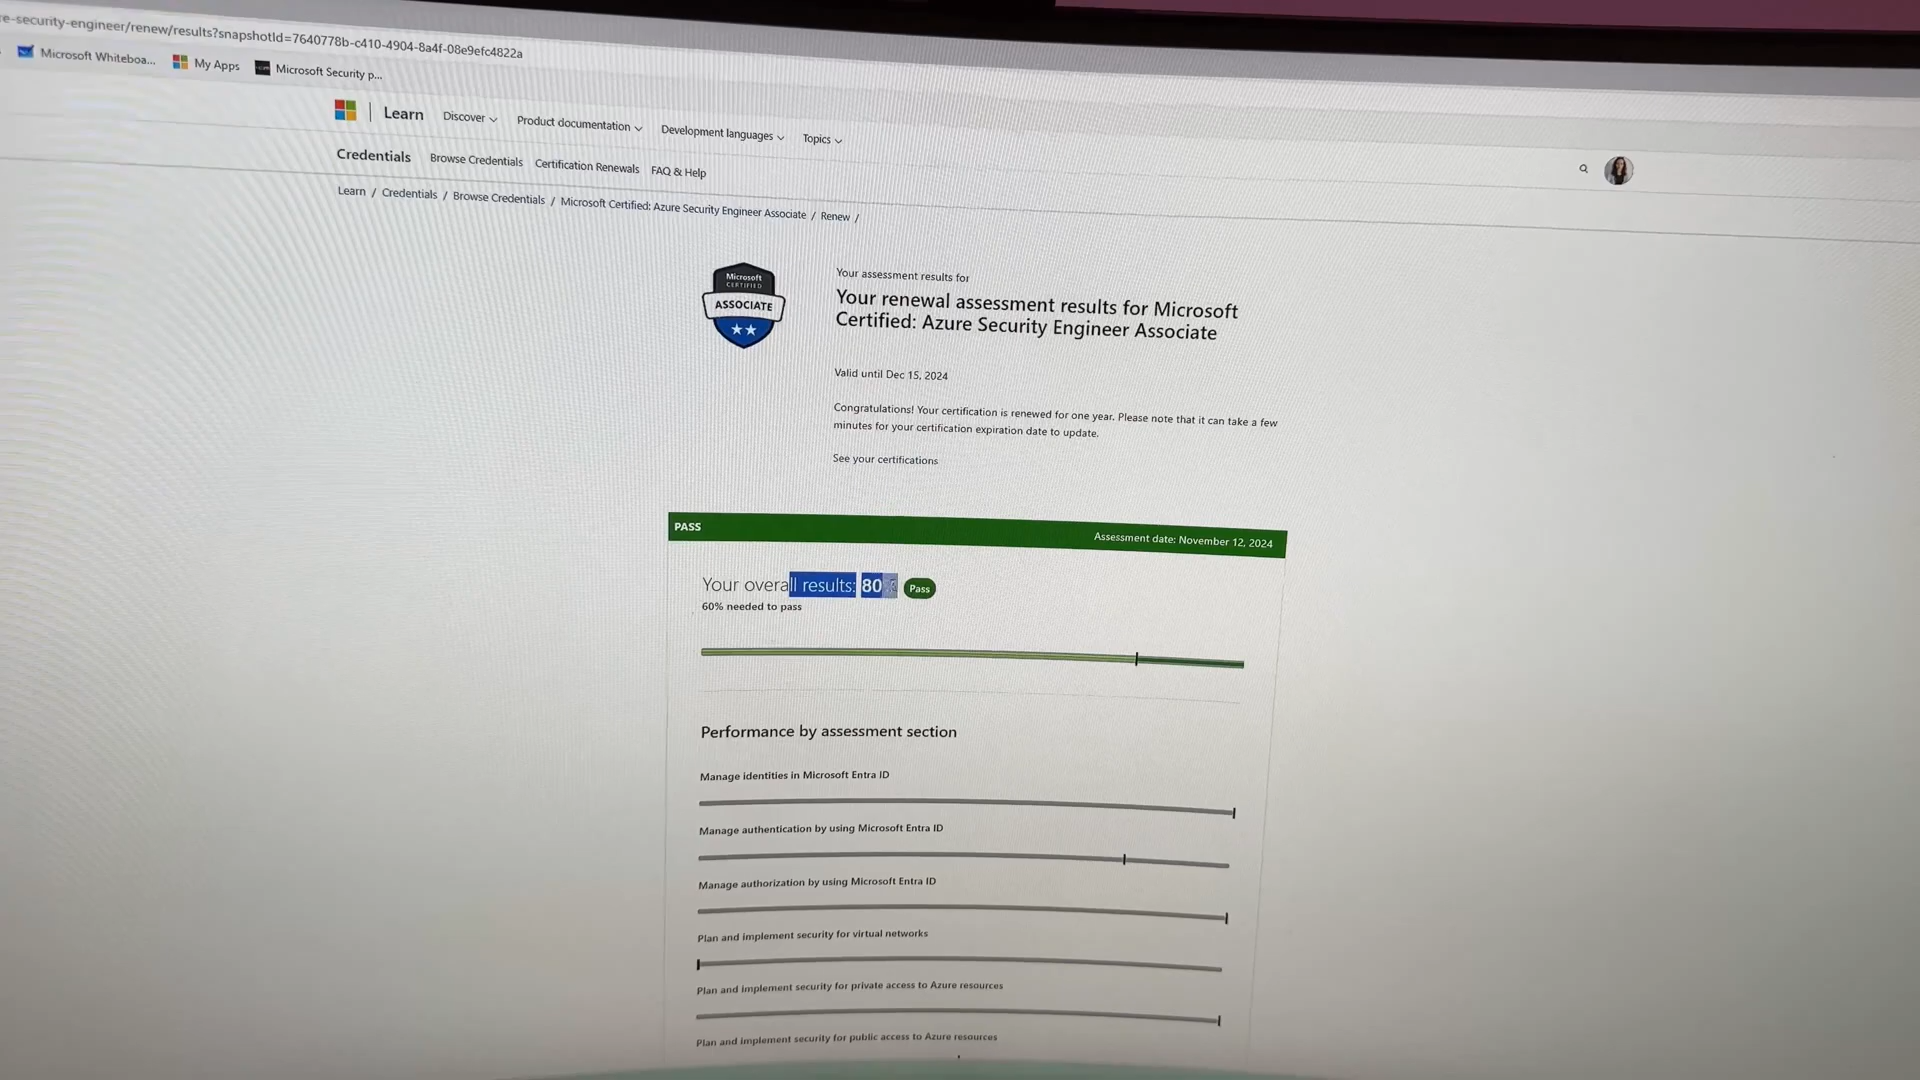 re-security-engineer/renew/results?snapshotId=7640778b-c410-4904-8a4f-08e9efc4822a
Microsoft Whiteboa... My Apps Microsoft Security p...
Learn Discover Product documentation Development languages Topics
Credentials Browse Credentials Certification Renewals FAQ & Help
Learn / Credentials / Browse Credentials / Microsoft Certified: Azure Security Engineer Associate / Renew /
Microsoft
CERTIFIED
ASSOCIATE
Your assessment results for
Your renewal assessment results for Microsoft
Certified: Azure Security Engineer Associate
Valid until Dec 15, 2024
Congratulations! Your certification is renewed for one year. Please note that it can take a few
minutes for your certification expiration date to update.
See your certifications
PASS Assessment date: November 12, 2024
Your overall results: 80% Pass
60% needed to pass
Performance by assessment section
Manage identities in Microsoft Entra ID
Manage authentication by using Microsoft Entra ID
Manage authorization by using Microsoft Entra ID
Plan and implement security for virtual networks
Plan and implement security for private access to Azure resources
Plan and implement security for public access to Azure resources